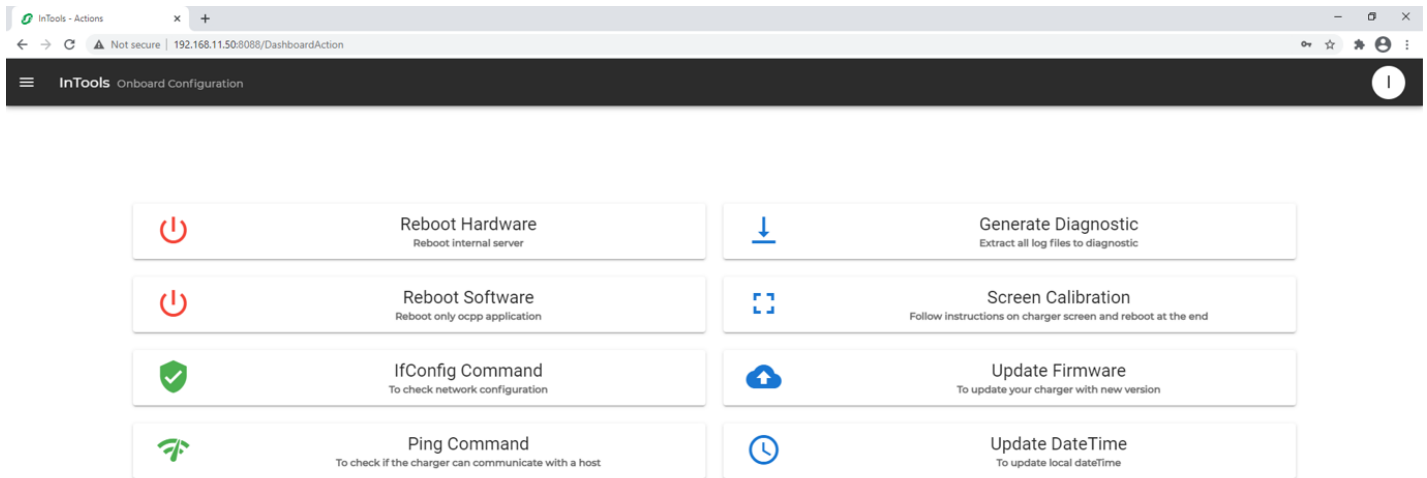 InTools - Actions
Not secure | 192.168.11.50:8088/DashboardAction
InTools Onboard Configuration
I
Reboot Hardware
Reboot internal server
Generate Diagnostic
Extract all log files to diagnostic
Reboot Software
Reboot only ocpp application
Screen Calibration
Follow instructions on charger screen and reboot at the end
IfConfig Command
To check network configuration
Update Firmware
To update your charger with new version
Ping Command
To check if the charger can communicate with a host
Update DateTime
To update local dateTime